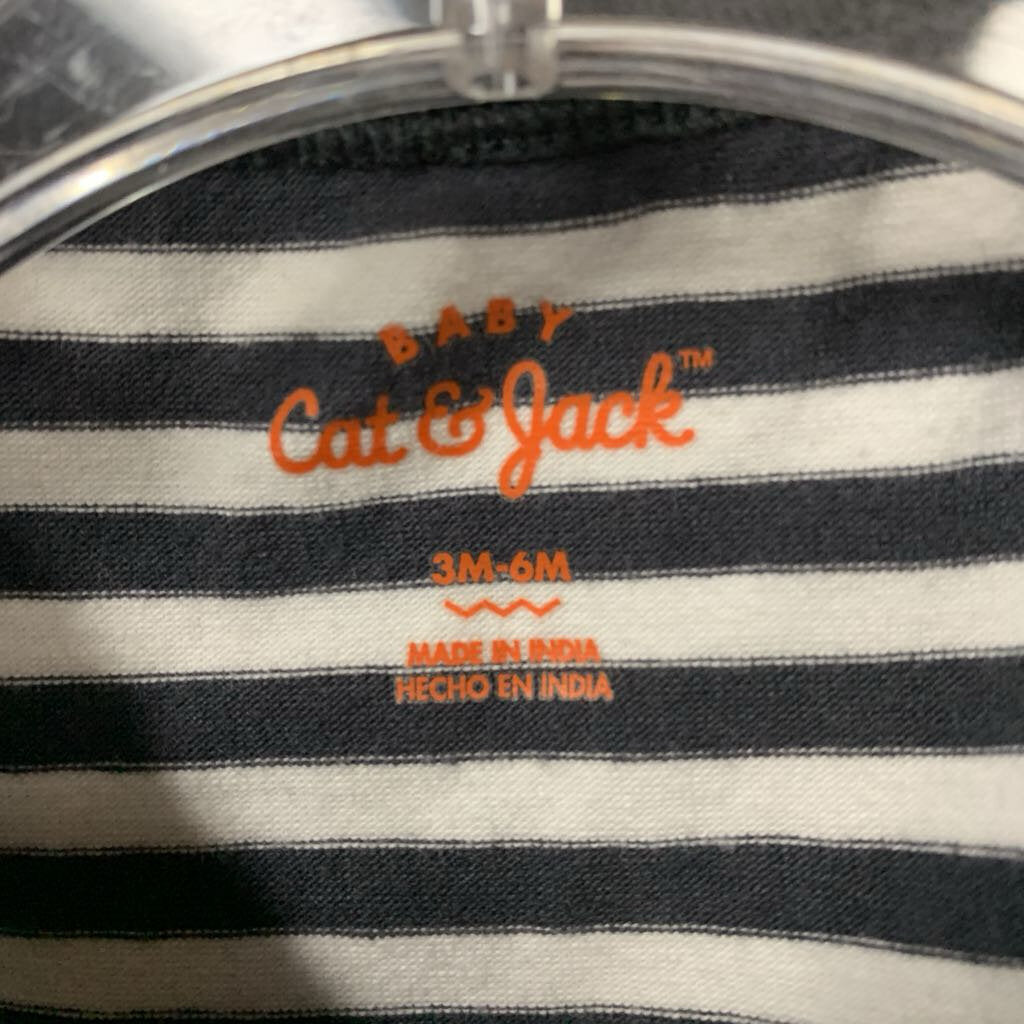 BABY
Cat & Jack™
3M-6M
MADE IN INDIA
HECHO EN INDIA